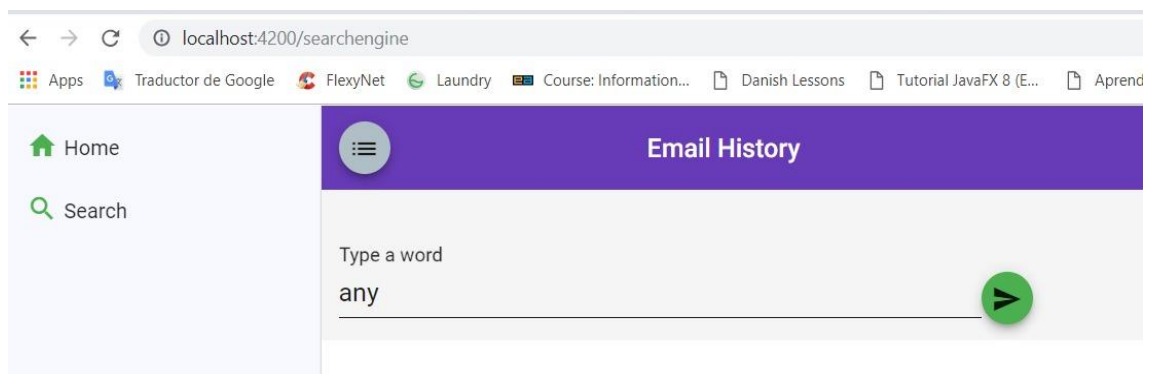 localhost:4200/searchengine
Apps Traductor de Google FlexyNet Laundry Course: Information... Danish Lessons Tutorial JavaFX 8 (E... Aprend
Home
Email History
Search
Type a word
any